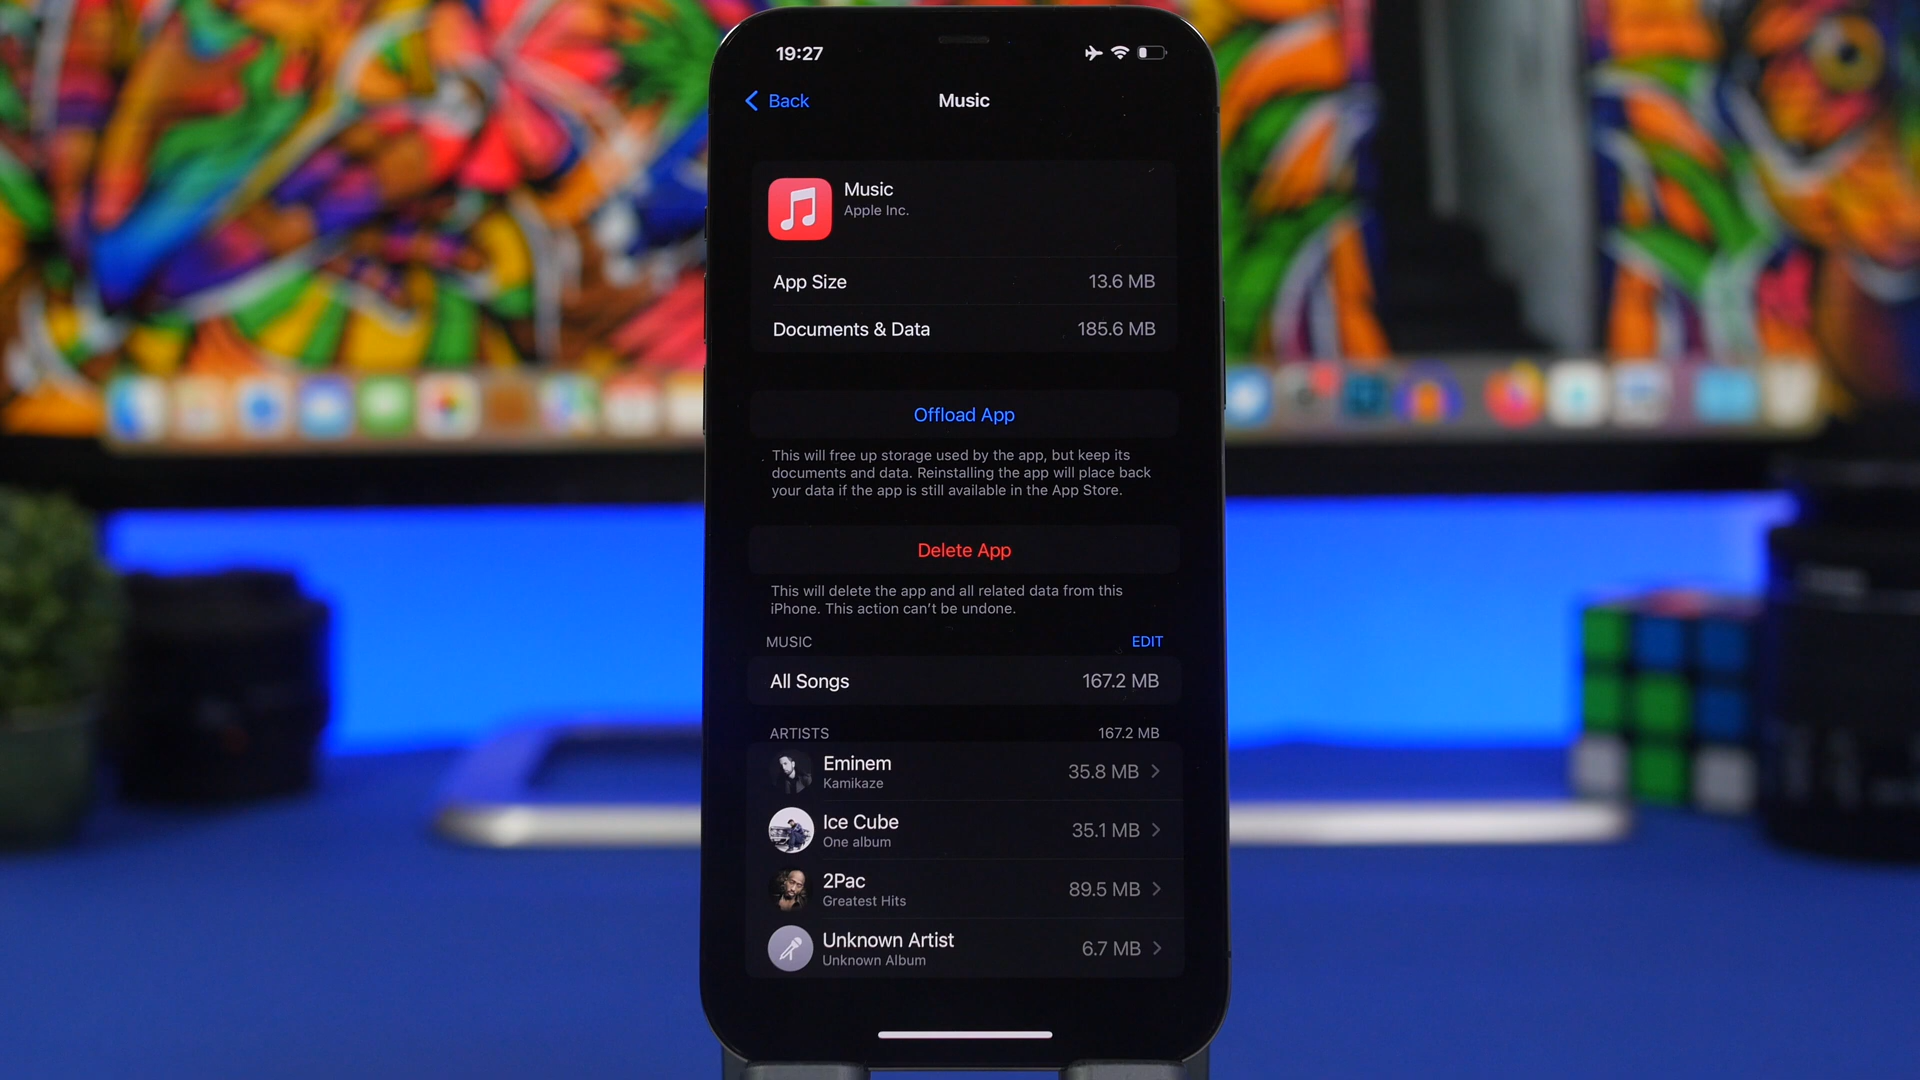 19:27
Back
Music
Music
Apple Inc.
App Size 13.6 MB
Documents & Data 185.6 MB
Offload App
This will free up storage used by the app, but keep its
documents and data. Reinstalling the app will place back
your data if the app is still available in the App Store.
Delete App
This will delete the app and all related data from this
iPhone. This action can't be undone.
MUSIC EDIT
All Songs 167.2 MB
ARTISTS 167.2 MB
Eminem 35.8 MB
Kamikaze
Ice Cube 35.1 MB
One album
2Pac 89.5 MB
Greatest Hits
Unknown Artist 6.7 MB
Unknown Album